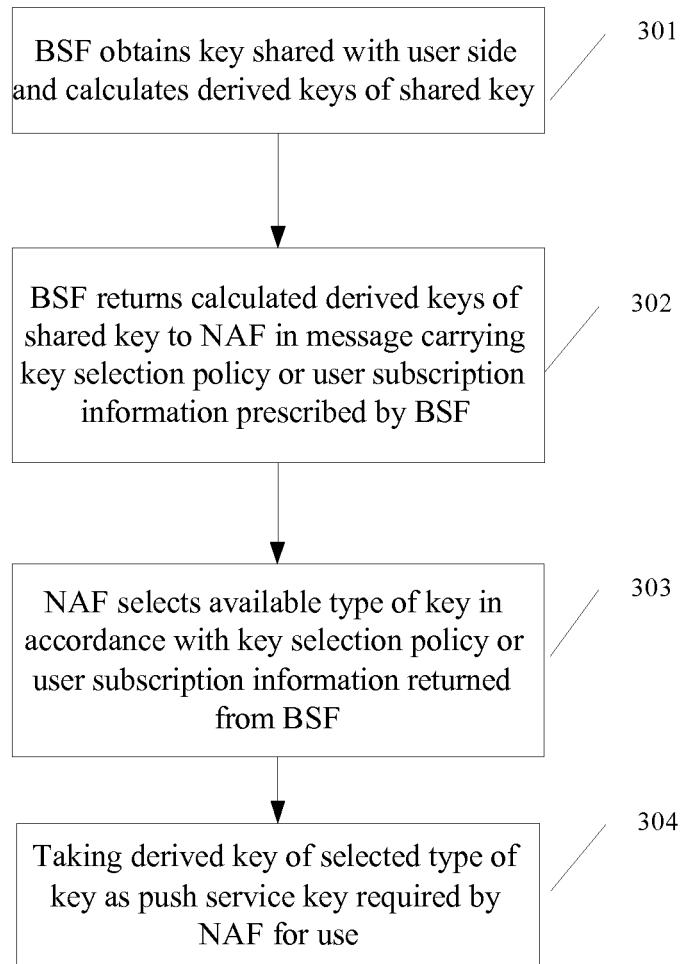 BSF obtains key shared with user side
and calculates derived keys of shared key
301
BSF returns calculated derived keys of
shared key to NAF in message carrying
key selection policy or user subscription
information prescribed by BSF
302
NAF selects available type of key in
accordance with key selection policy or
user subscription information returned
from BSF
303
Taking derived key of selected type of
key as push service key required by
NAF for use
304